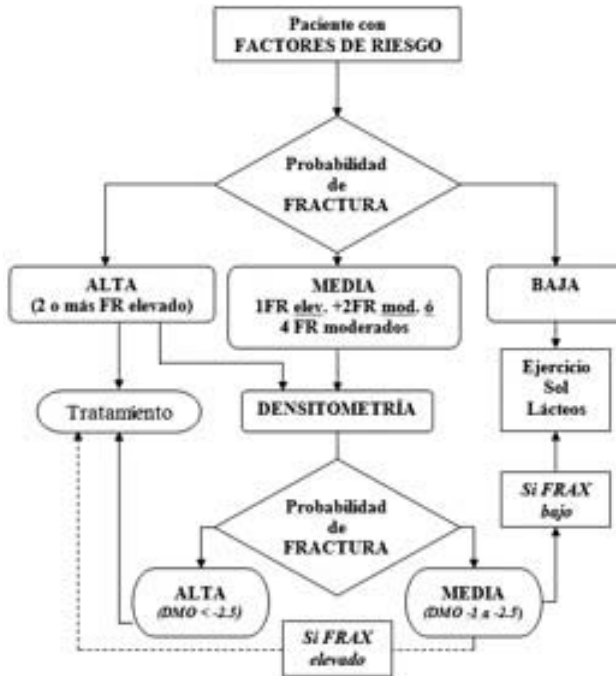 Paciente con
FACTORES DE RIESGO
Probabilidad
de
FRACTURA
ALTA
(2 o más FR elevado)
MEDIA
1FR elev. +2FR mod. ó
4 FR moderados
BAJA
Tratamiento
DENSITOMETRÍA
Ejercicio
Sol
Lácteos
Probabilidad
de
FRACTURA
Si FRAX
bajo
ALTA
(DMO < -2.5)
MEDIA
(DMO -1 a -2.5)
Si FRAX
elevado